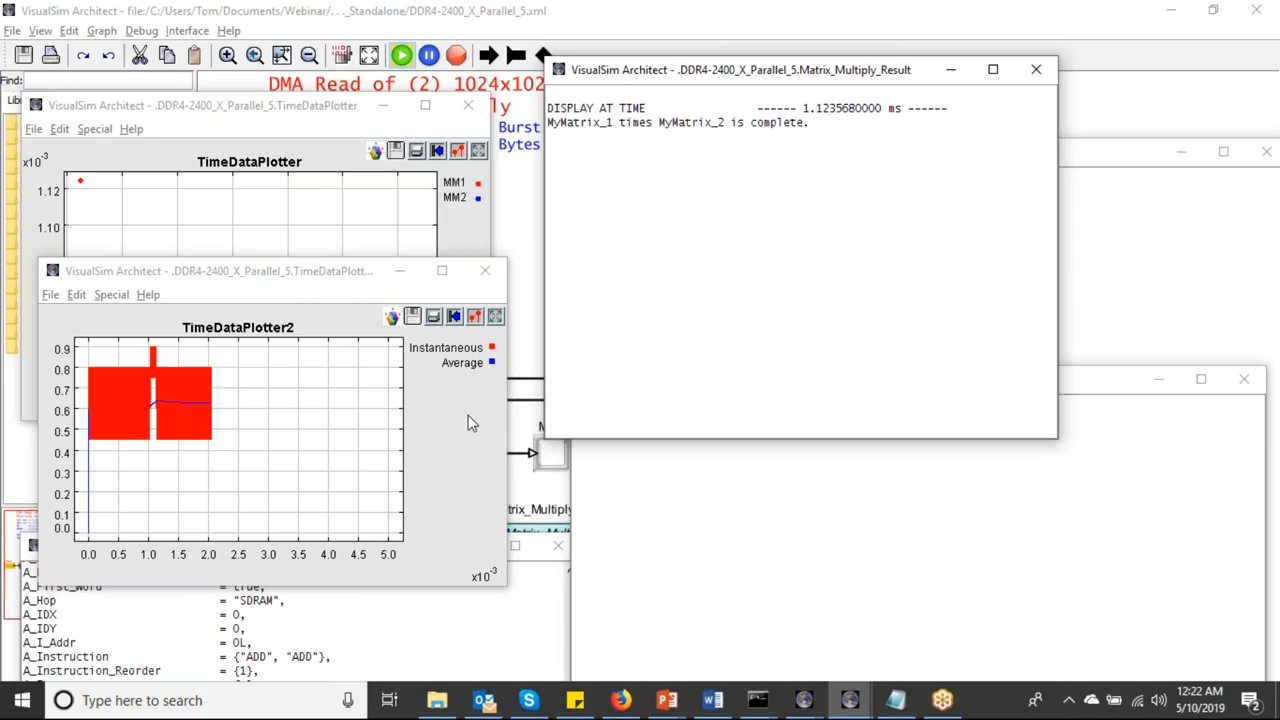 VisualSim Architect - file:/C:/Users/Tom/Documents/Webinar/..._Standalone/DDR4-2400_X_Parallel_5.xml
File View Edit Graph Debug Interface Help
Find:
DMA Read of (2) 1024x102
Burst
Bytes
VisualSim Architect - .DDR4-2400_X_Parallel_5.TimeDataPlotter
File Edit Special Help
TimeDataPlotter
x10-3
1.12
1.10
MM1
MM2
VisualSim Architect - .DDR4-2400_X_Parallel_5.TimeDataPlott...
File Edit Special Help
TimeDataPlotter2
0.9
0.8
0.7
0.6
0.5
0.4
0.3
0.2
0.1
0.0
0.0 0.5 1.0 1.5 2.0 2.5 3.0 3.5 4.0 4.5 5.0
x10-3
Instantaneous
Average
VisualSim Architect - .DDR4-2400_X_Parallel_5.Matrix_Multiply_Result
DISPLAY AT TIME ------ 1.1235680000 ms ------
MyMatrix_1 times MyMatrix_2 is complete.
trix_Multiply
A_First_Word = true,
A_Hop = "SDRAM",
A_IDX = 0,
A_IDY = 0,
A_I_Addr = 0L,
A_Instruction = {"ADD", "ADD"},
A_Instruction_Reorder = {1},
Type here to search
12:22 AM
5/10/2019
2